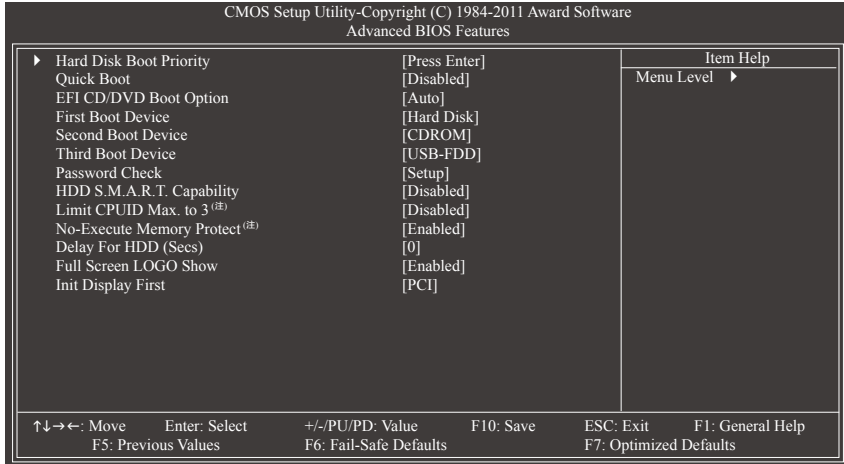 CMOS Setup Utility-Copyright (C) 1984-2011 Award Software
Advanced BIOS Features
▶ Hard Disk Boot Priority [Press Enter]
Quick Boot [Disabled]
EFI CD/DVD Boot Option [Auto]
First Boot Device [Hard Disk]
Second Boot Device [CDROM]
Third Boot Device [USB-FDD]
Password Check [Setup]
HDD S.M.A.R.T. Capability [Disabled]
Limit CPUID Max. to 3 (注) [Disabled]
No-Execute Memory Protect (注) [Enabled]
Delay For HDD (Secs) [0]
Full Screen LOGO Show [Enabled]
Init Display First [PCI]
Item Help
Menu Level ▶
↑↓→←: Move Enter: Select +/-/PU/PD: Value F10: Save ESC: Exit F1: General Help
F5: Previous Values F6: Fail-Safe Defaults F7: Optimized Defaults